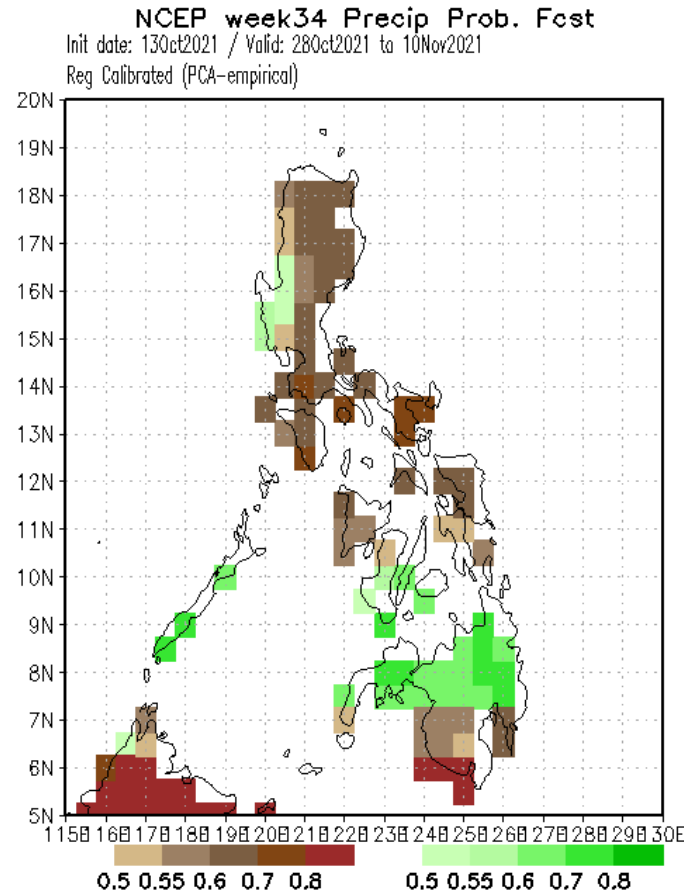 NCEP week34 Precip Prob. Fcst
Init date: 13Oct2021 / Valid: 28Oct2021 to 10Nov2021
Reg Calibrated (PCA-empirical)
20N
19N
18N
17N
16N
15N
14N
13N
12N
11N
10N
9N
8N
7N
6N
5N
115E 116E 117E 118E 119E 120E 121E 122E 123E 124E 125E 126E 127E 128E 129E 130E
0.5 0.55 0.6 0.7 0.8 0.5 0.55 0.6 0.7 0.8